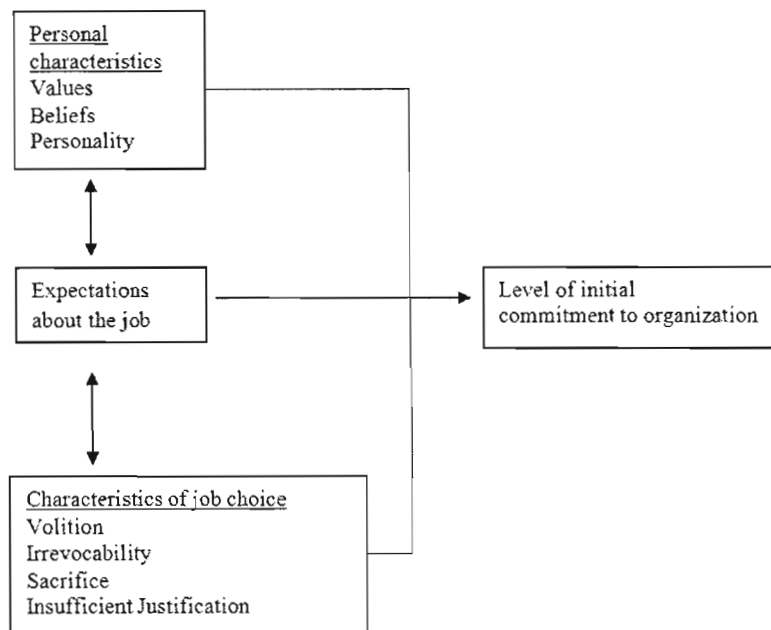 Personal
characteristics
Values
Beliefs
Personality
Expectations
about the job
Level of initial
commitment to organization
Characteristics of job choice
Volition
Irrevocability
Sacrifice
Insufficient Justification